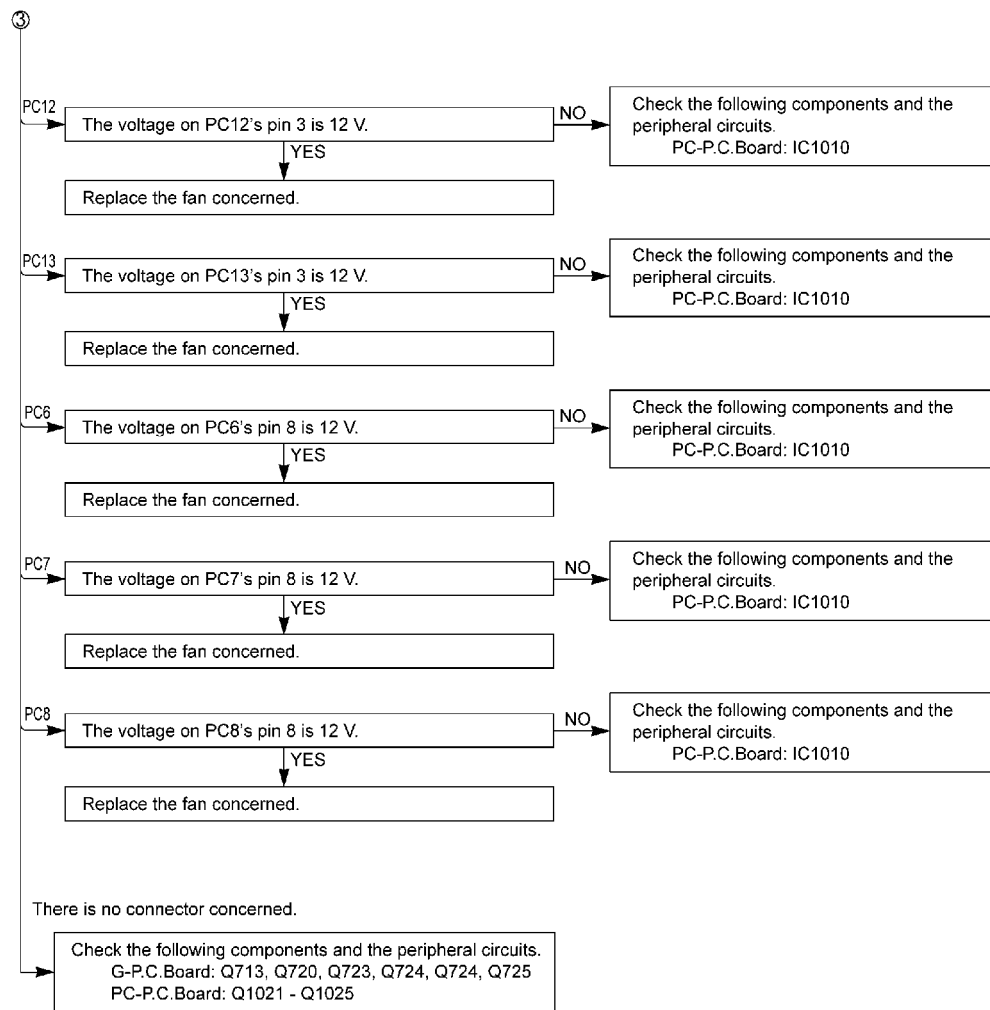 3
PC12
The voltage on PC12's pin 3 is 12 V.
NO
Check the following components and the
peripheral circuits.
PC-P.C.Board: IC1010
YES
Replace the fan concerned.
PC13
The voltage on PC13's pin 3 is 12 V.
NO
Check the following components and the
peripheral circuits.
PC-P.C.Board: IC1010
YES
Replace the fan concerned.
PC6
The voltage on PC6's pin 8 is 12 V.
NO
Check the following components and the
peripheral circuits.
PC-P.C.Board: IC1010
YES
Replace the fan concerned.
PC7
The voltage on PC7's pin 8 is 12 V.
NO
Check the following components and the
peripheral circuits.
PC-P.C.Board: IC1010
YES
Replace the fan concerned.
PC8
The voltage on PC8's pin 8 is 12 V.
NO
Check the following components and the
peripheral circuits.
PC-P.C.Board: IC1010
YES
Replace the fan concerned.
There is no connector concerned.
Check the following components and the peripheral circuits.
G-P.C.Board: Q713, Q720, Q723, Q724, Q724, Q725
PC-P.C.Board: Q1021 - Q1025